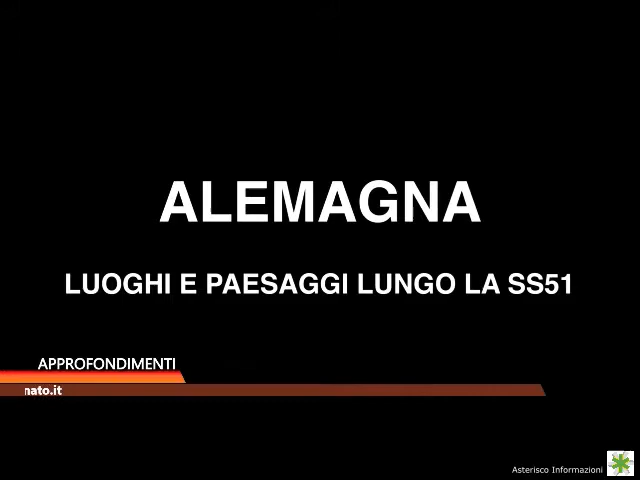 ALEMAGNA
LUOGHI E PAESAGGI LUNGO LA SS51
APPROFONDIMENTI
nato.it
Asterisco Informazioni